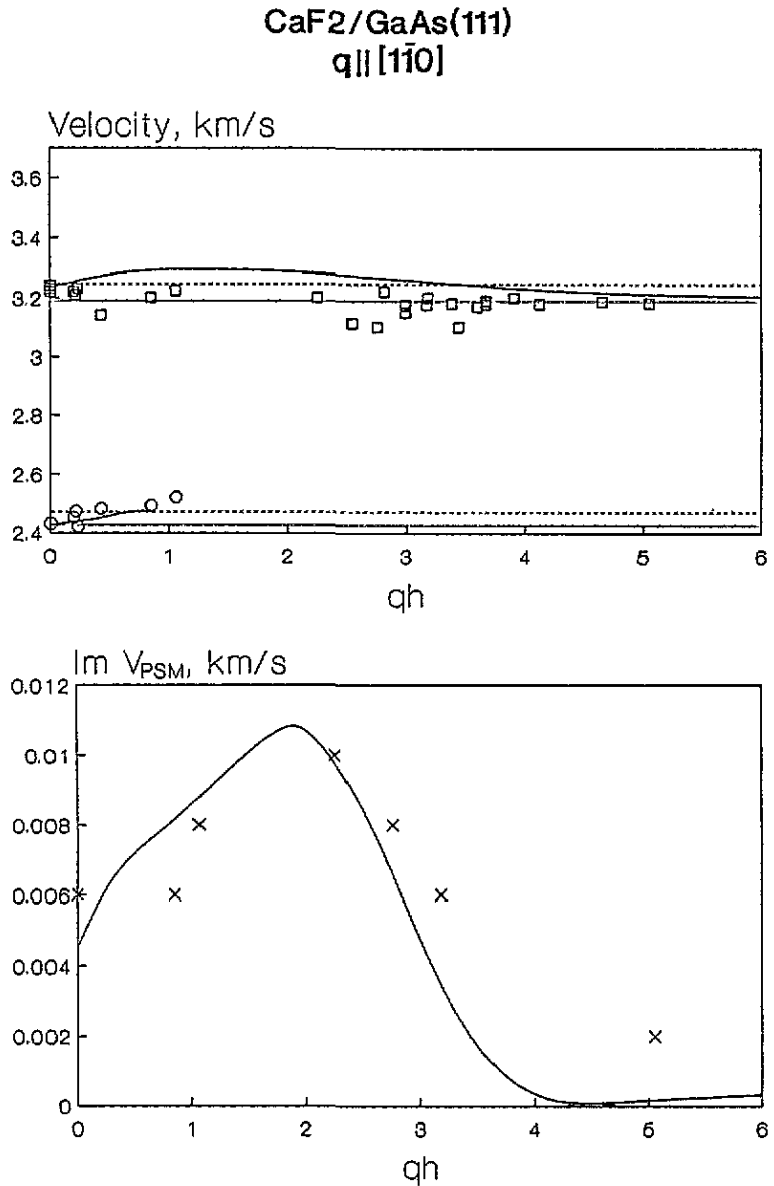 CaF2/GaAs(111)
q||[11̄0]
Velocity, km/s
3.6
3.4
3.2
3
2.8
2.6
2.4
0 1 2 3 4 5 6
qh
Im VPSM, km/s
0.012
0.01
0.008
0.006
0.004
0.002
0
0 1 2 3 4 5 6
qh